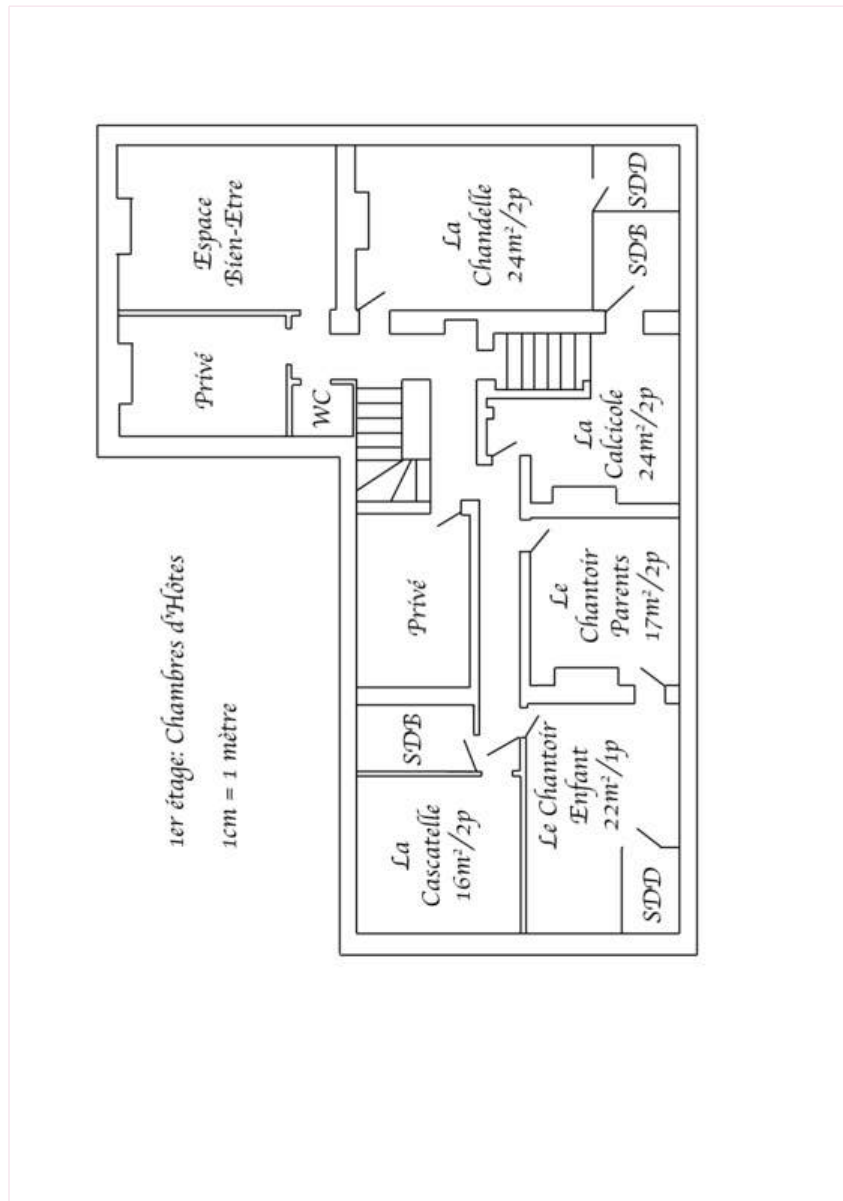 1er étage: Chambres d'Hôtes
1cm = 1 mètre
La
Cascatelle
16m²/2p
SDB
Privé
WC
Privé
Espace
Bien-Etre
Le Chantoir
Enfant
22m²/1p
SDD
Le
Chantoir
Parents
17m²/2p
La
Calcicole
24m²/2p
La
Chandelle
24m²/2p
SDB
SDD